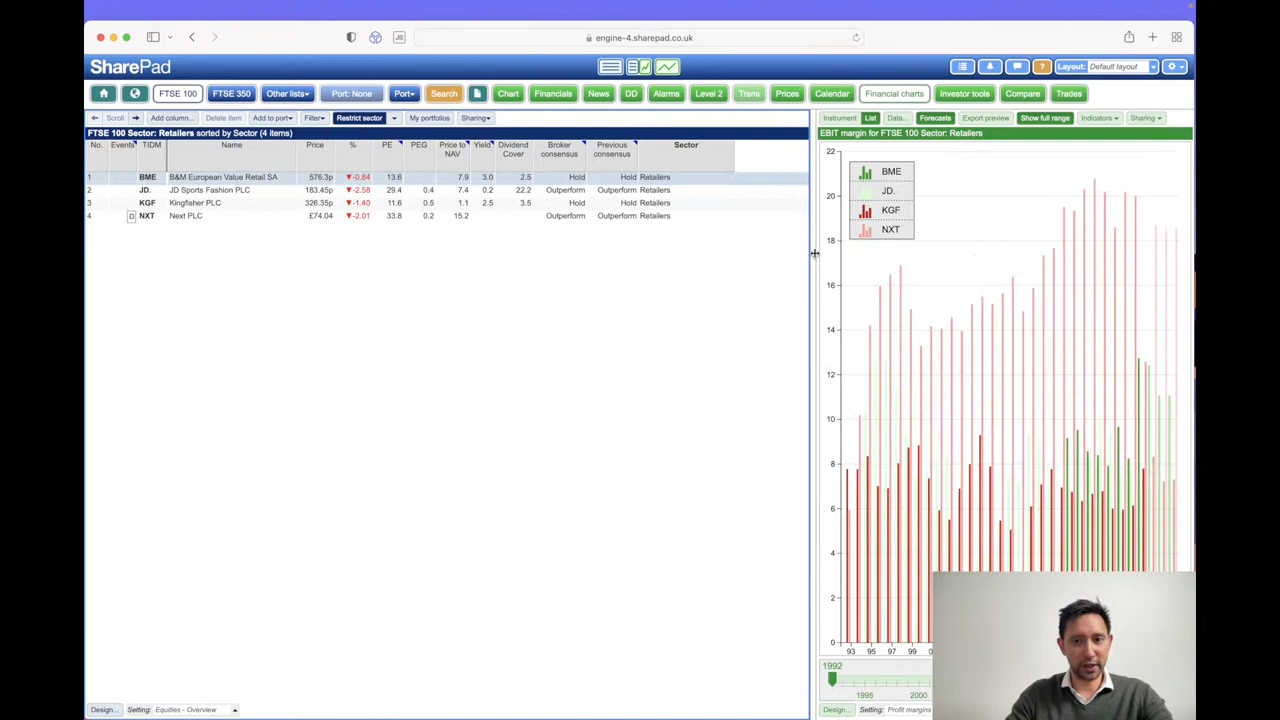 engine-4.sharepad.co.uk
SharePad
Layout: Default layout
FTSE 100 FTSE 350 Other lists Port: None Port Search Chart Financials News DD Alarms Level 2 Trans Prices Calendar Financial charts Investor tools Compare Trades
Scroll Add column... Delete item Add to port Filter Restrict sector My portfolios Sharing
FTSE 100 Sector: Retailers sorted by Sector (4 items)
No. Events TIDM Name Price % PE PEG Price to NAV Yield Dividend Cover Broker consensus Previous consensus Sector
1 BME B&M European Value Retail SA 576.3p ▼-0.84 13.6 7.9 3.0 2.5 Hold Hold Retailers
2 JD. JD Sports Fashion PLC 183.45p ▼-2.58 29.4 0.4 7.4 0.2 22.2 Outperform Outperform Retailers
3 KGF Kingfisher PLC 326.35p ▼-1.40 11.6 0.5 1.1 2.5 3.5 Hold Hold Retailers
4 D NXT Next PLC £74.04 ▼-2.01 33.8 0.2 15.2 Outperform Outperform Retailers
Design... Setting: Equities - Overview
Instrument List Data... Forecasts Export preview Show full range Indicators Sharing
EBIT margin for FTSE 100 Sector: Retailers
BME
JD.
KGF
NXT
22
20
18
16
14
12
10
8
6
4
2
0
93 95 97 99
1992
1995 2000
Design... Setting: Profit margins